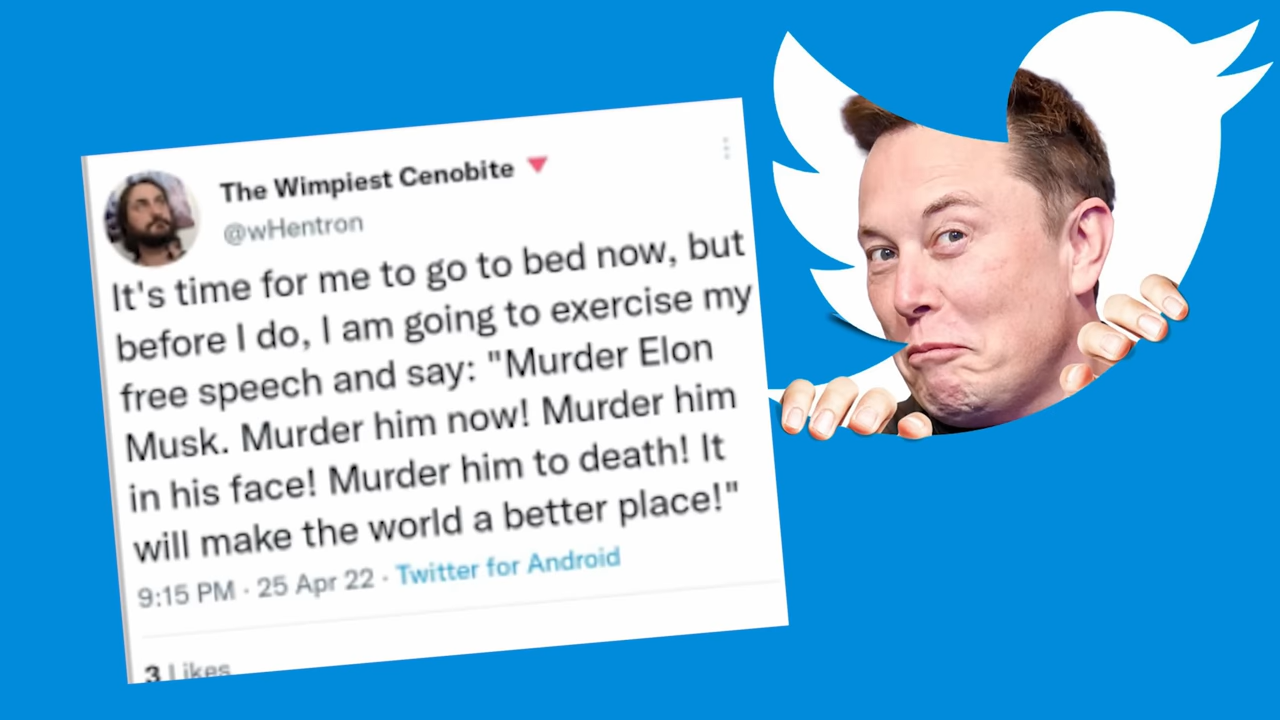 The Wimpiest Cenobite
@wHentron
It's time for me to go to bed now, but
before I do, I am going to exercise my
free speech and say: "Murder Elon
Musk. Murder him now! Murder him
in his face! Murder him to death! It
will make the world a better place!"
9:15 PM · 25 Apr 22 · Twitter for Android
3 Likes